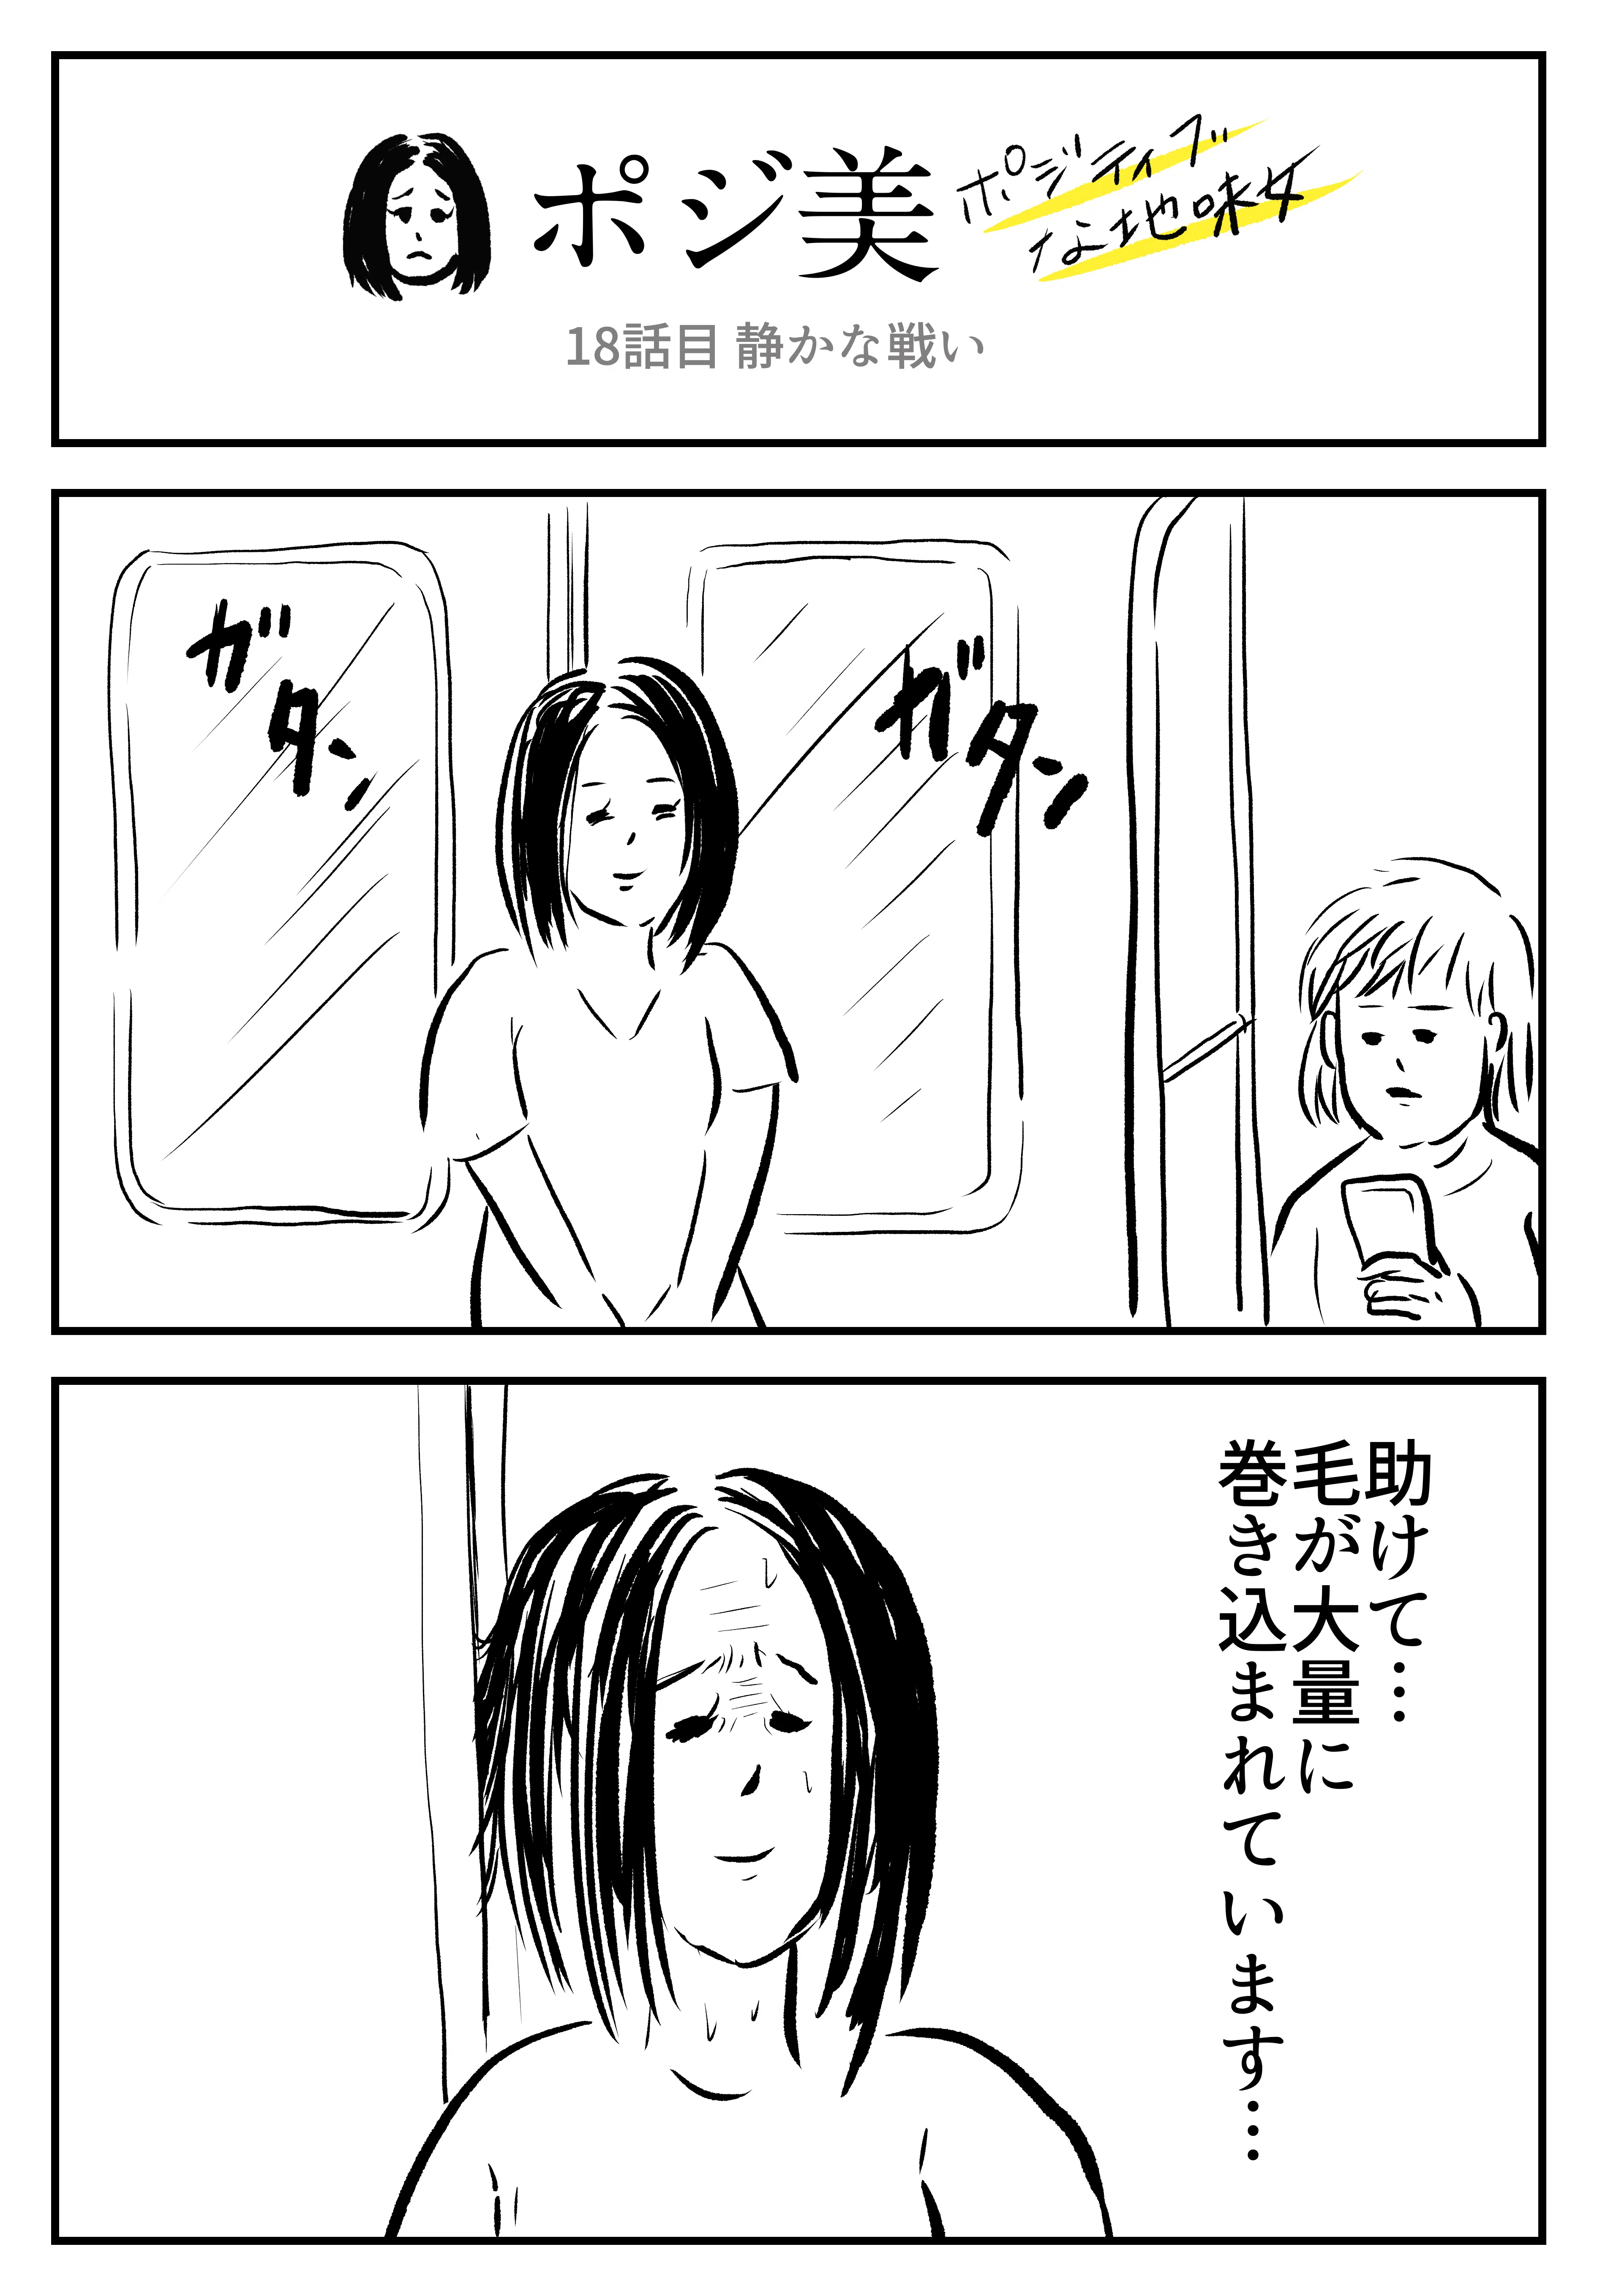 ポジ美
ポジティブ
な地味女
18話目 静かな戦い
ガタン
ガタン
助けて…
毛が大量に
巻き込まれています…